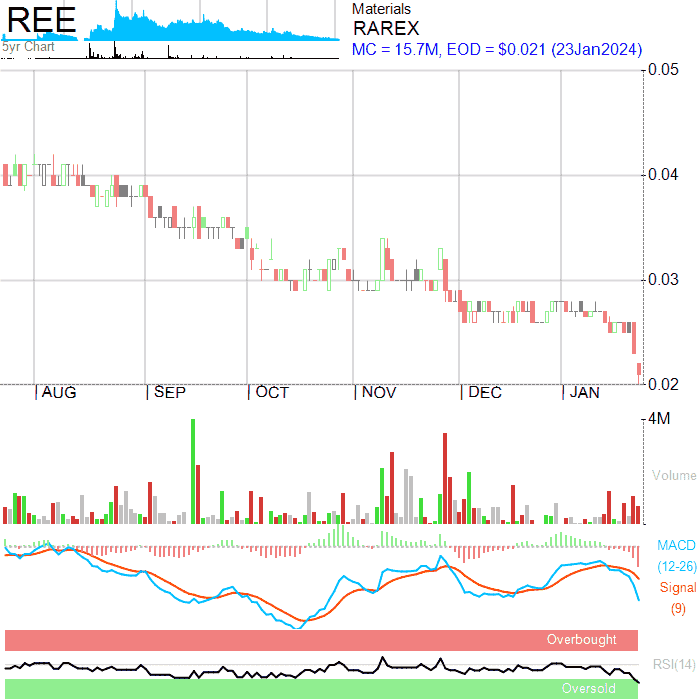 REE
5yr Chart
Materials
RAREX
MC = 15.7M, EOD = $0.021 (23Jan2024)
0.05
0.04
0.03
0.02
AUG SEP OCT NOV DEC JAN
4M
Volume
MACD
(12-26)
Signal
(9)
Overbought
RSI(14)
Oversold